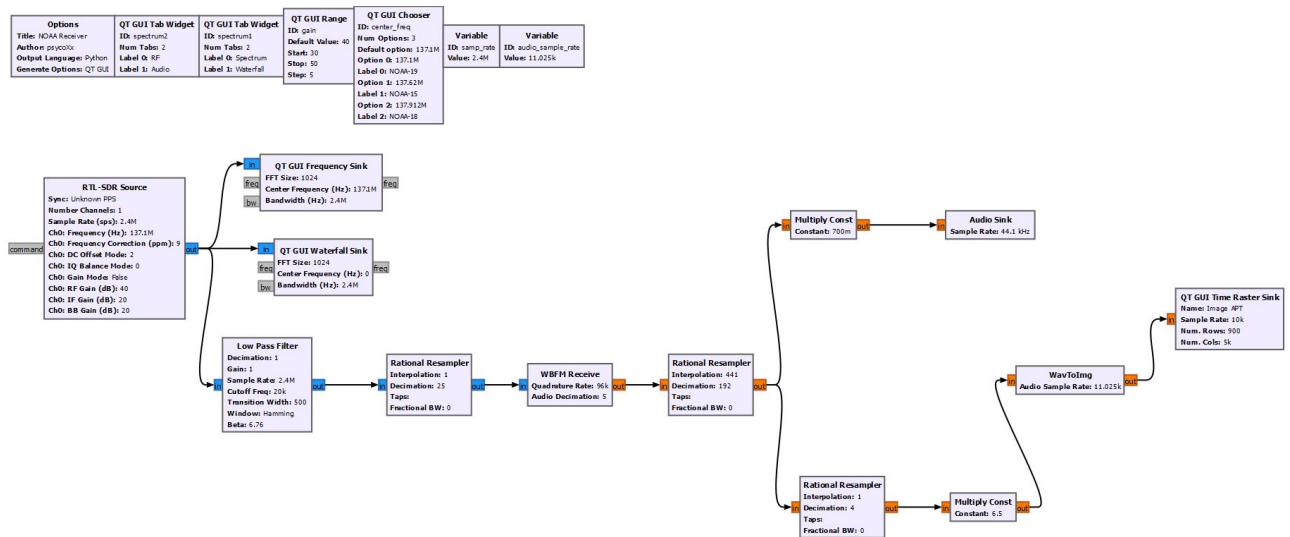 Options
Title: NOAA Receiver
Author: psycoXx
Output Language: Python
Generate Options: QT GUI
QT GUI Tab Widget
ID: spectrum2
Num Tabs: 2
Label 0: RF
Label 1: Audio
QT GUI Tab Widget
ID: spectrum1
Num Tabs: 2
Label 0: Spectrum
Label 1: Waterfall
QT GUI Range
ID: gain
Default Value: 40
Start: 30
Stop: 50
Step: 5
QT GUI Chooser
ID: center_freq
Num Options: 3
Default option: 137.1M
Option 0: 137.1M
Label 0: NOAA-19
Option 1: 137.62M
Label 1: NOAA-15
Option 2: 137.912M
Label 2: NOAA-18
Variable
ID: samp_rate
Value: 2.4M
Variable
ID: audio_sample_rate
Value: 11.025k
command
RTL-SDR Source
Sync: Unknown PPS
Number Channels: 1
Sample Rate (sps): 2.4M
Ch0: Frequency (Hz): 137.1M
Ch0: Frequency Correction (ppm): 9
Ch0: DC Offset Mode: 2
Ch0: IQ Balance Mode: 0
Ch0: Gain Mode: False
Ch0: RF Gain (dB): 40
Ch0: IF Gain (dB): 20
Ch0: BB Gain (dB): 20
out
in
freq
bw
QT GUI Frequency Sink
FFT Size: 1024
Center Frequency (Hz): 137.1M
Bandwidth (Hz): 2.4M
freq
in
freq
bw
QT GUI Waterfall Sink
FFT Size: 1024
Center Frequency (Hz): 0
Bandwidth (Hz): 2.4M
freq
in
Low Pass Filter
Decimation: 1
Gain: 1
Sample Rate: 2.4M
Cutoff Freq: 20k
Transition Width: 500
Window: Hamming
Beta: 6.76
out
in
Rational Resampler
Interpolation: 1
Decimation: 25
Taps:
Fractional BW: 0
out
in
WBFM Receive
Quadrature Rate: 96k
Audio Decimation: 5
out
in
Rational Resampler
Interpolation: 441
Decimation: 192
Taps:
Fractional BW: 0
out
in
Multiply Const
Constant: 700m
out
in
Audio Sink
Sample Rate: 44.1 kHz
in
Rational Resampler
Interpolation: 1
Decimation: 4
Taps:
Fractional BW: 0
out
in
Multiply Const
Constant: 6.5
out
in
WavToImg
Audio Sample Rate: 11.025k
out
in
QT GUI Time Raster Sink
Name: Image APT
Sample Rate: 10k
Num. Rows: 900
Num. Cols: 5k